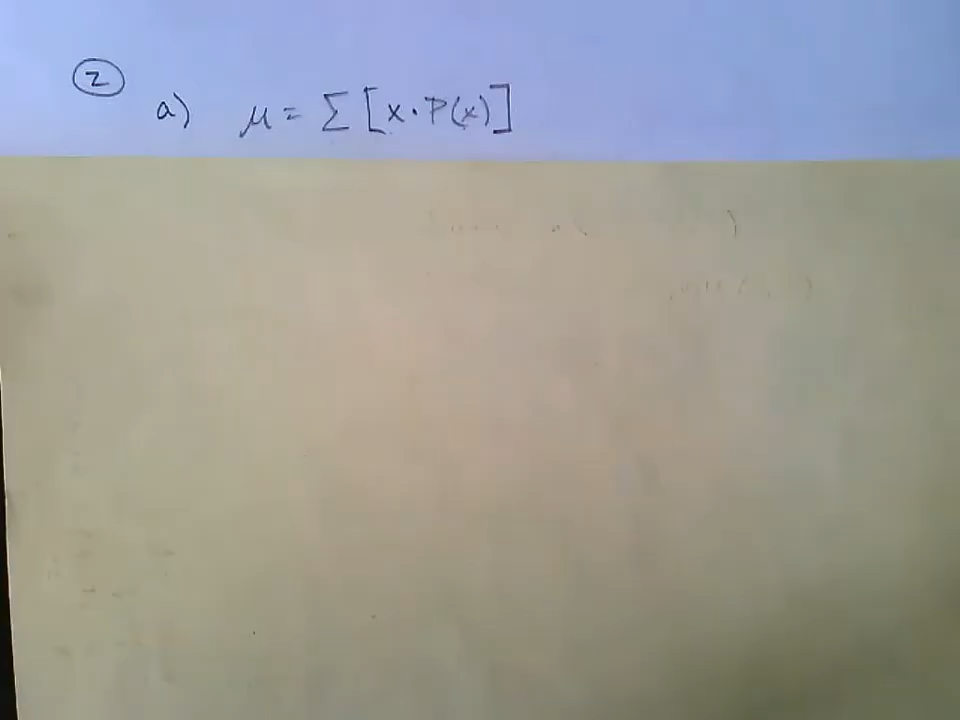 ②
a) μ = Σ [x · P(x)]